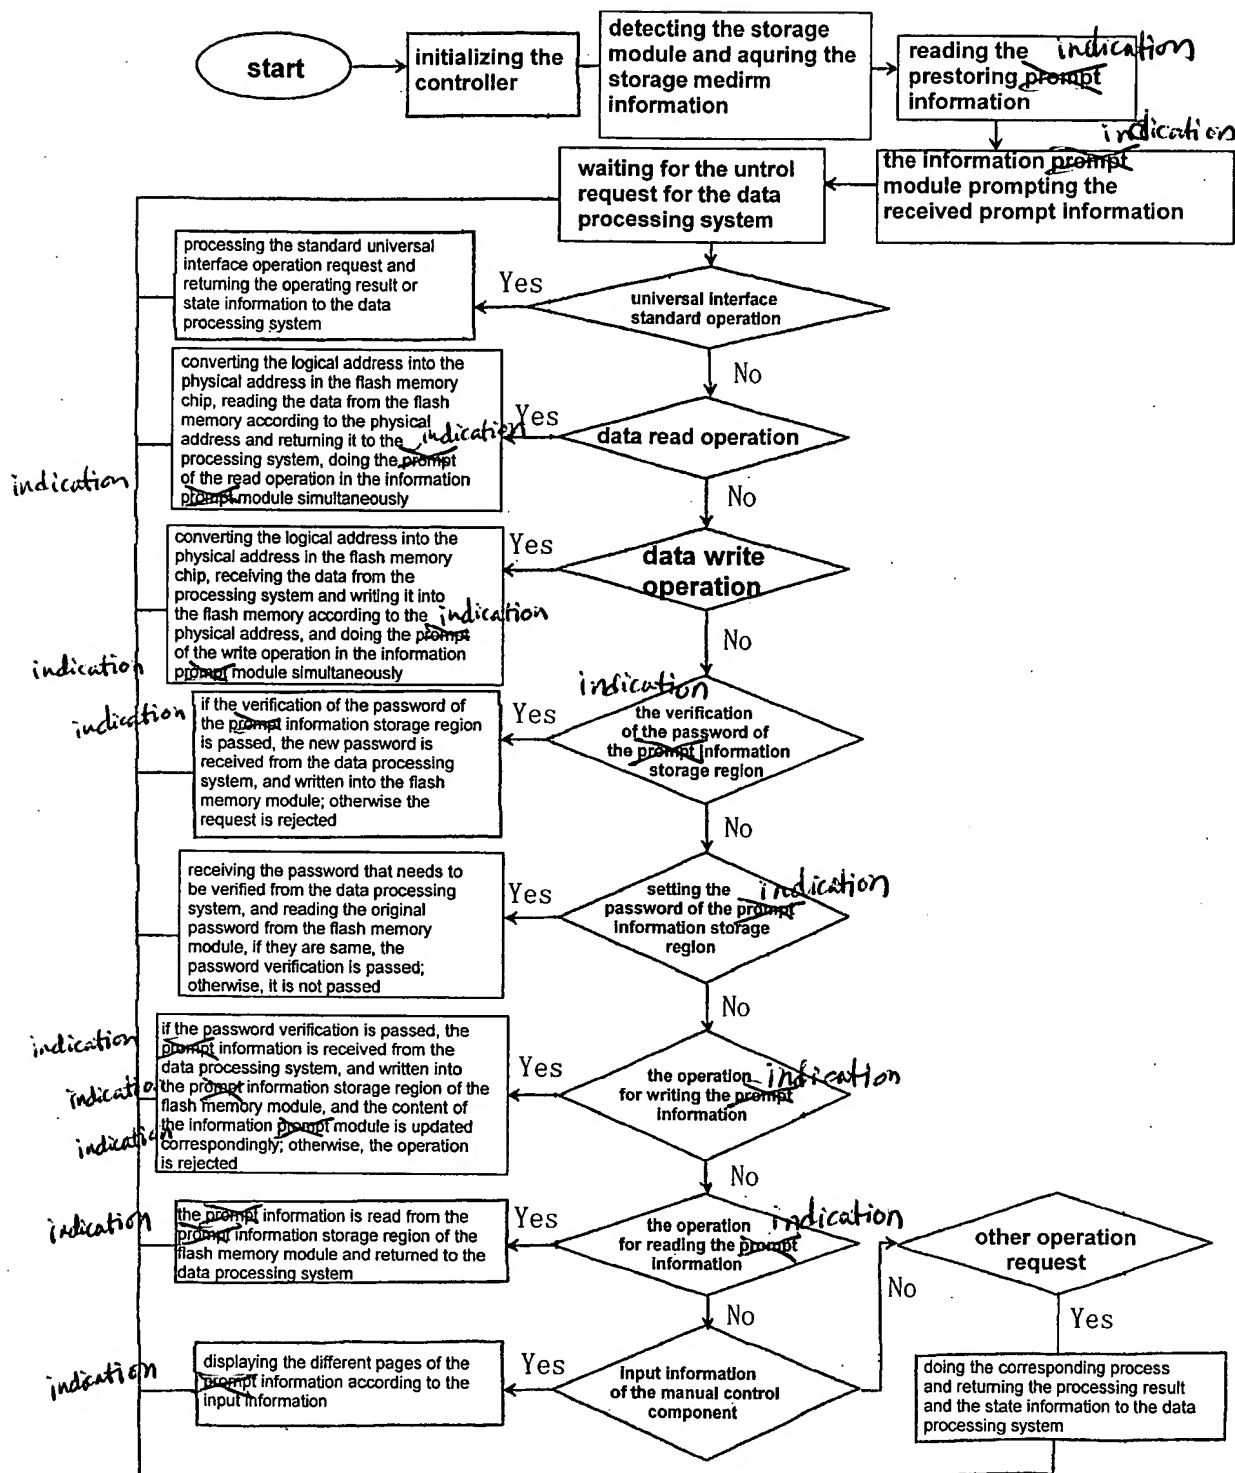 start
initializing the
controller
detecting the storage
module and aquring the
storage medirm
information
reading the indication
prestoring prompt
information
indication
the information prompt
module prompting the
received prompt information
waiting for the untrol
request for the data
processing system
processing the standard universal
interface operation request and
returning the operating result or
state information to the data
processing system
Yes
universal interface
standard operation
No
converting the logical address into the
physical address in the flash memory
chip, reading the data from the flash
memory according to the physical
address and returning it to the indication
processing system, doing the prompt
of the read operation in the information
indication
prompt module simultaneously
Yes
data read operation
No
converting the logical address into the
physical address in the flash memory
chip, receiving the data from the
processing system and writing it into
the flash memory according to the indication
physical address, and doing the prompt
of the write operation in the information
indication
prompt module simultaneously
Yes
data write
operation
No
if the verification of the password of
indication
the prompt information storage region
is passed, the new password is
received from the data processing
system, and written into the flash
memory module; otherwise the
request is rejected
Yes
indication
the verification
of the password of
the prompt information
storage region
No
receiving the password that needs to
be verified from the data processing
system, and reading the original
password from the flash memory
module, if they are same, the
password verification is passed;
otherwise, it is not passed
Yes
setting the indication
password of the prompt
information storage
region
No
if the password verification is passed, the
indication
prompt information is received from the
data processing system, and written into
indication
the prompt information storage region of the
flash memory module, and the content of
indication
the information prompt module is updated
correspondingly; otherwise, the operation
is rejected
Yes
the operation indication
for writing the prompt
information
No
the prompt information is read from the
indication
prompt information storage region of the
flash memory module and returned to the
data processing system
Yes
the operation indication
for reading the prompt
information
No
displaying the different pages of the
indication
prompt information according to the
input information
Yes
Input information
of the manual control
component
No
other operation
request
Yes
doing the corresponding process
and returning the processing result
and the state information to the data
processing system